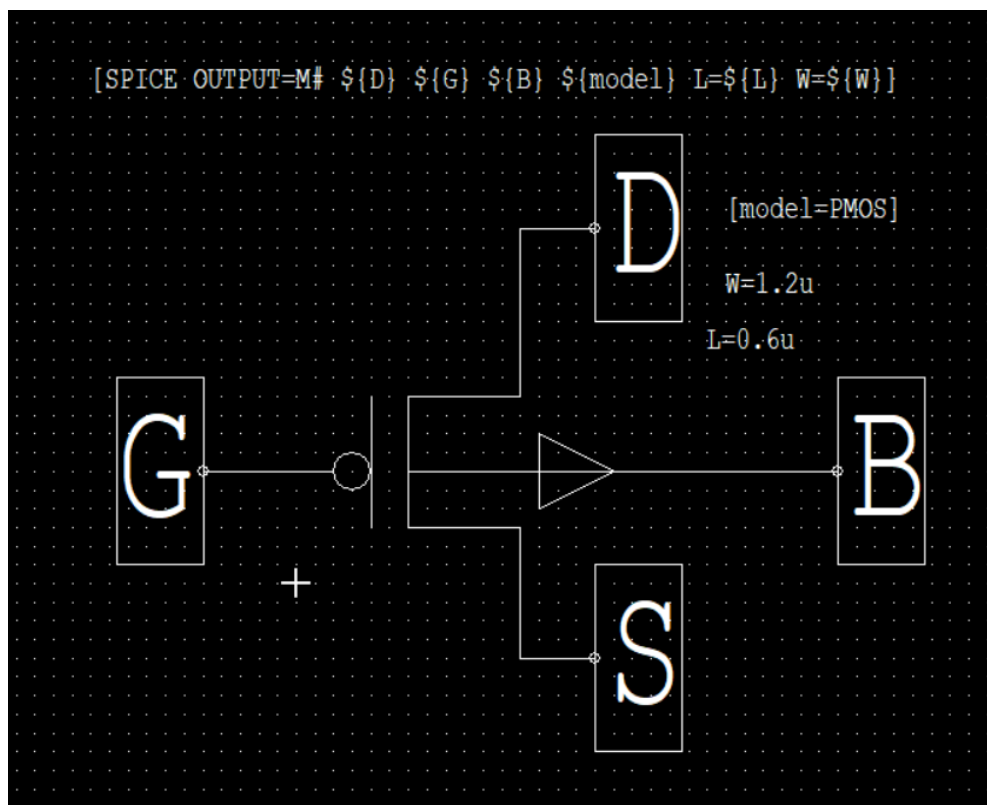 [SPICE OUTPUT=M# ${D} ${G} ${B} ${model} L=${L} W=${W}]
D
[model=PMOS]
W=1.2u
L=0.6u
G
B
S